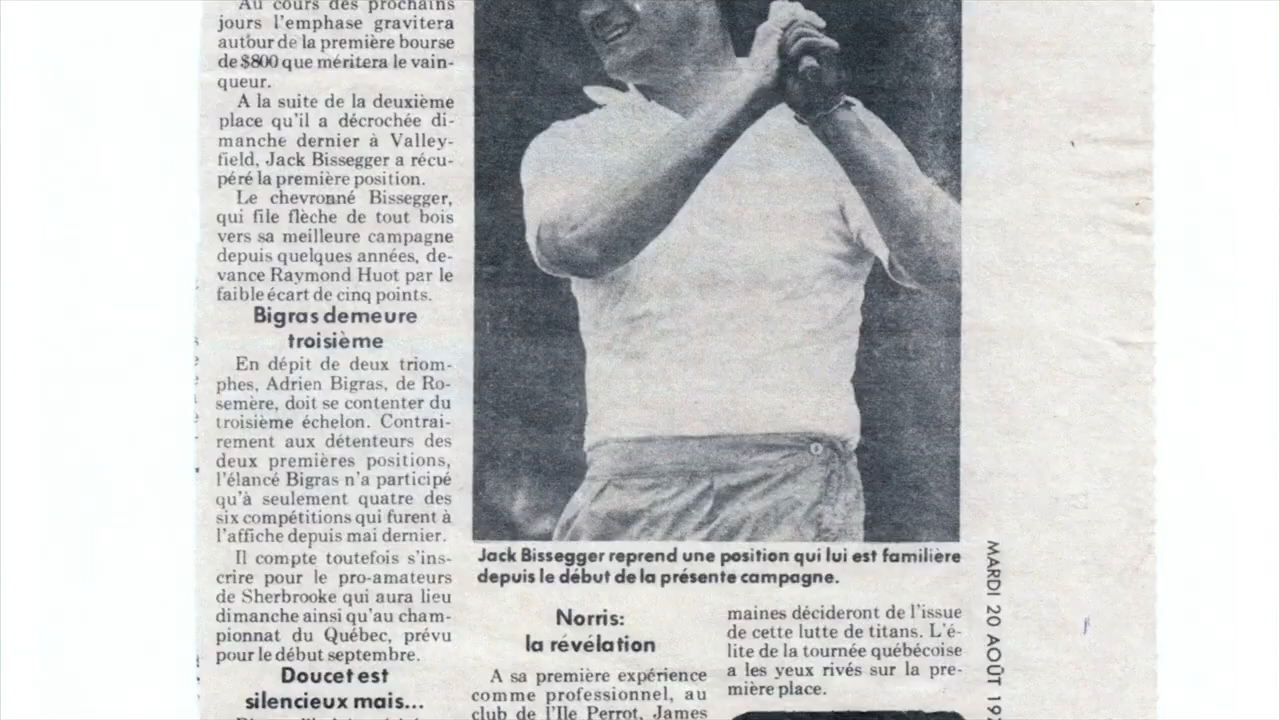 Au cours des prochains
jours l'emphase gravitera
autour de la première bourse
de $800 que méritera le vain-
queur.
A la suite de la deuxième
place qu'il a décrochée di-
manche dernier à Valley-
field, Jack Bissegger a récu-
péré la première position.
Le chevronné Bissegger,
qui file flèche de tout bois
vers sa meilleure campagne
depuis quelques années, de-
vance Raymond Huot par le
faible écart de cinq points.
Bigras demeure
troisième
En dépit de deux triom-
phes, Adrien Bigras, de Ro-
semère, doit se contenter du
troisième échelon. Contrai-
rement aux détenteurs des
deux premières positions,
l'élancé Bigras n'a participé
qu'à seulement quatre des
six compétitions qui furent à
l'affiche depuis mai dernier.
Il compte toutefois s'ins-
crire pour le pro-amateurs
de Sherbrooke qui aura lieu
dimanche ainsi qu'au cham-
pionnat du Québec, prévu
pour le début septembre.
Doucet est
silencieux mais...
Jack Bissegger reprend une position qui lui est familière
depuis le début de la présente campagne.
Norris:
la révélation
A sa première expérience
comme professionnel, au
club de l'Ile Perrot, James
maines décideront de l'issue
de cette lutte de titans. L'é-
lite de la tournée québécoise
a les yeux rivés sur la pre-
mière place.
MARDI 20 AOÛT 19